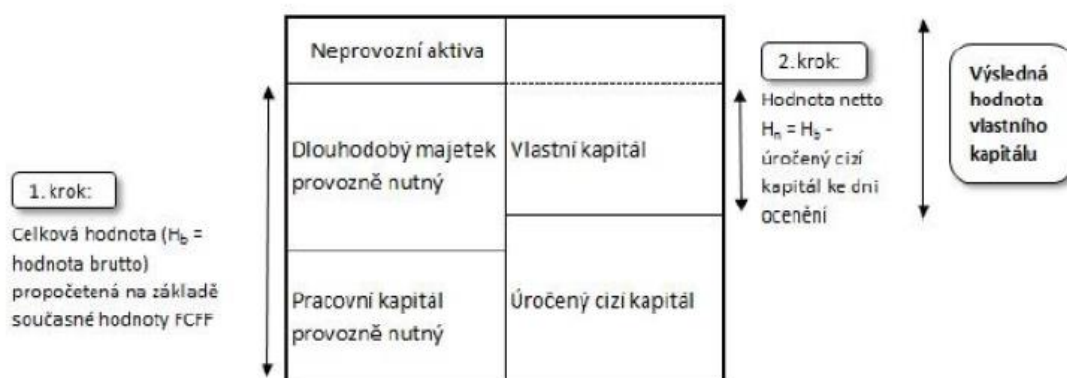 1. krok:
Celková hodnota (Hb =
hodnota brutto)
propočetená na základě
současné hodnoty FCFF
Neprovozní aktiva
Dlouhodobý majetek
provozně nutný
Pracovní kapitál
provozně nutný
Vlastní kapitál
Úročený cizí kapitál
2. krok:
Hodnota netto
Hn = Hb -
úročený cizí
kapitál ke dni
ocenění
Výsledná
hodnota
vlastního
kapitálu